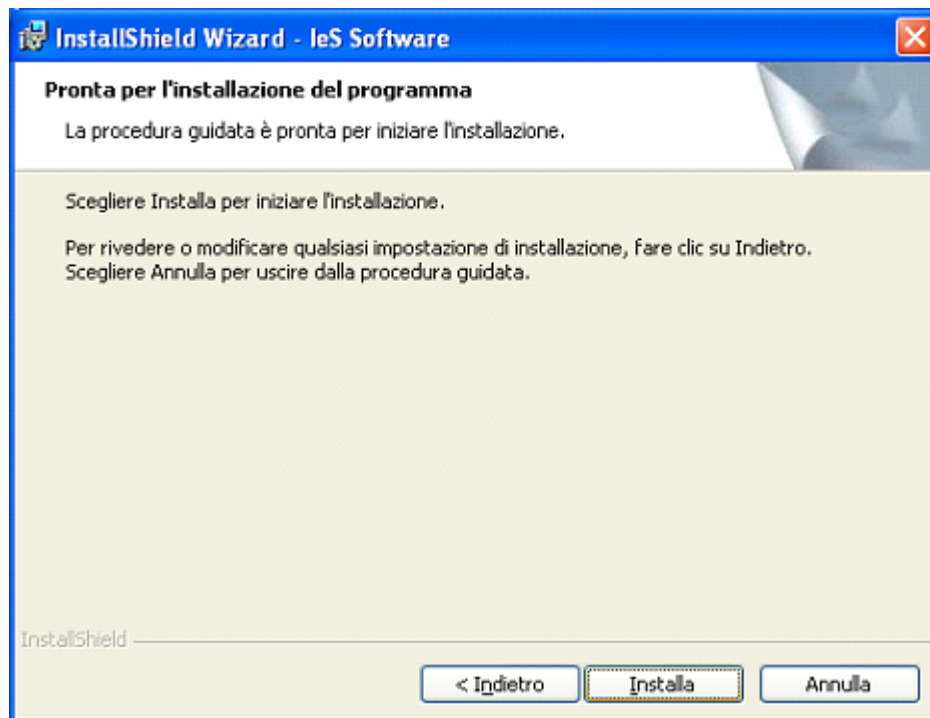 InstallShield Wizard - IeS Software
Pronta per l'installazione del programma
La procedura guidata è pronta per iniziare l'installazione.
Scegliere Installa per iniziare l'installazione.
Per rivedere o modificare qualsiasi impostazione di installazione, fare clic su Indietro.
Scegliere Annulla per uscire dalla procedura guidata.
InstallShield
< Indietro Installa Annulla